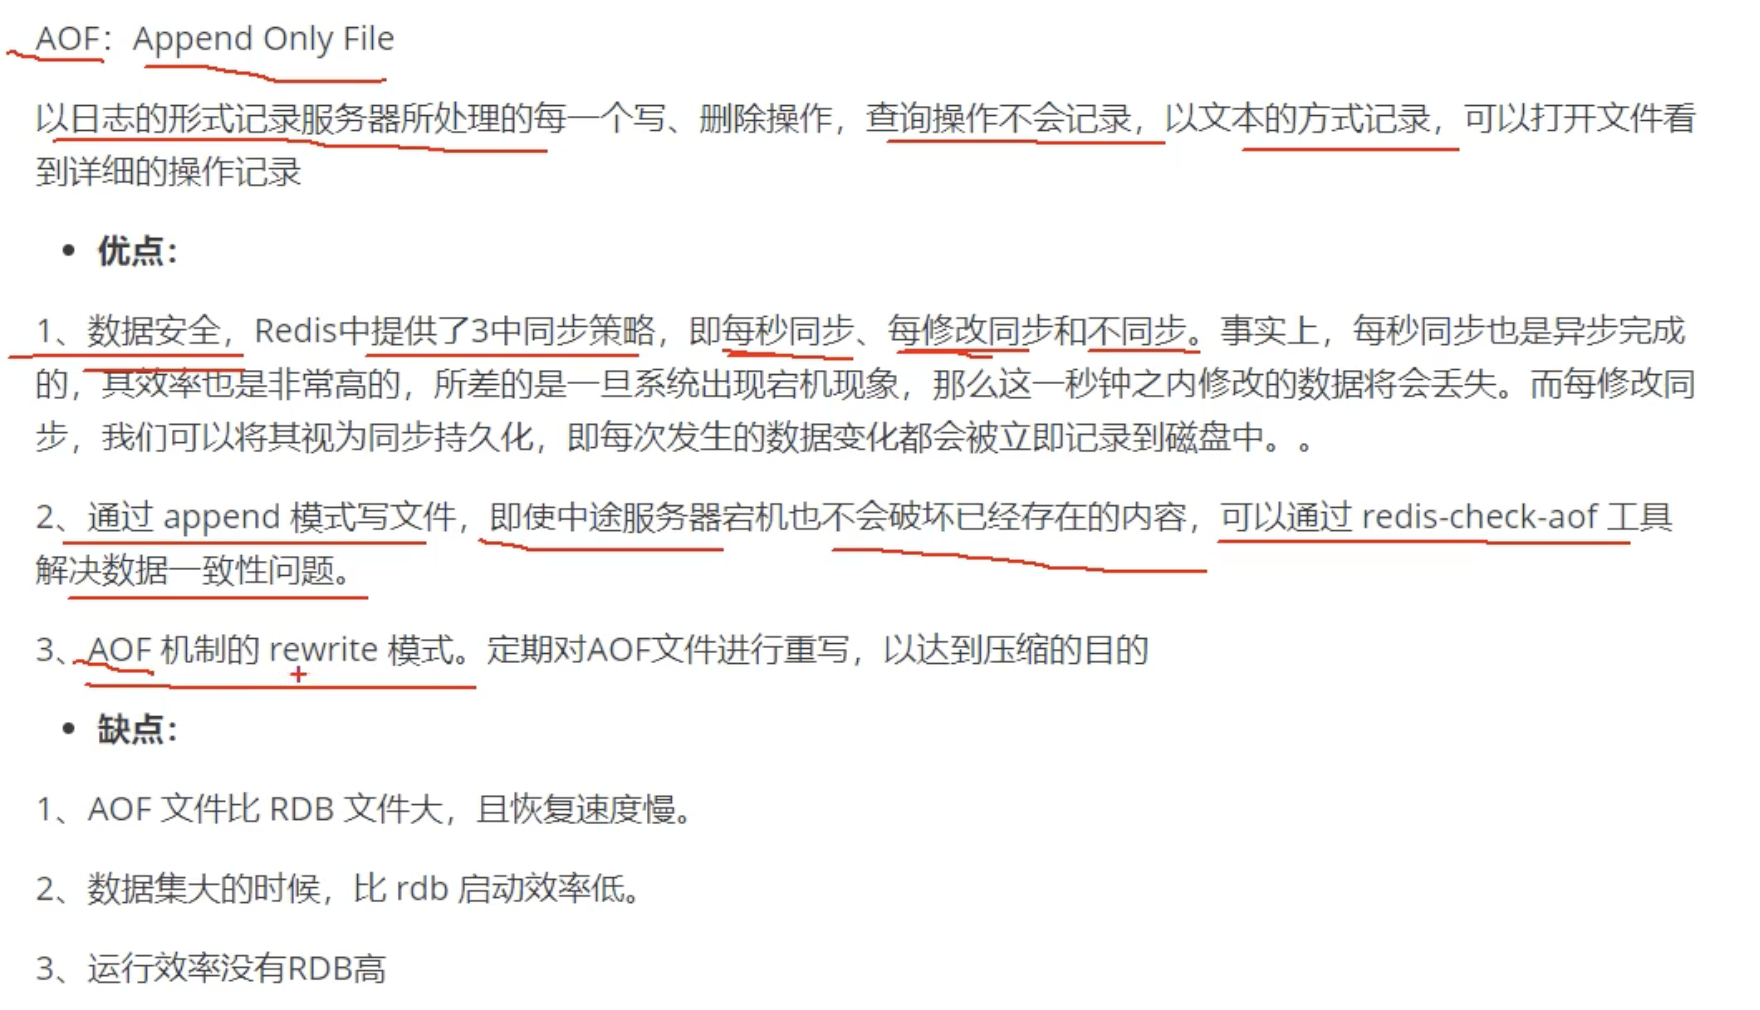 AOF：Append Only File
以日志的形式记录服务器所处理的每一个写、删除操作，查询操作不会记录，以文本的方式记录，可以打开文件看
到详细的操作记录
• 优点：
1、数据安全，Redis中提供了3中同步策略，即每秒同步、每修改同步和不同步。事实上，每秒同步也是异步完成
的，其效率也是非常高的，所差的是一旦系统出现宕机现象，那么这一秒钟之内修改的数据将会丢失。而每修改同
步，我们可以将其视为同步持久化，即每次发生的数据变化都会被立即记录到磁盘中。。
2、通过 append 模式写文件，即使中途服务器宕机也不会破坏已经存在的内容，可以通过 redis-check-aof 工具
解决数据一致性问题。
3、AOF 机制的 rewrite 模式。定期对AOF文件进行重写，以达到压缩的目的
• 缺点：
1、AOF 文件比 RDB 文件大，且恢复速度慢。
2、数据集大的时候，比 rdb 启动效率低。
3、运行效率没有RDB高